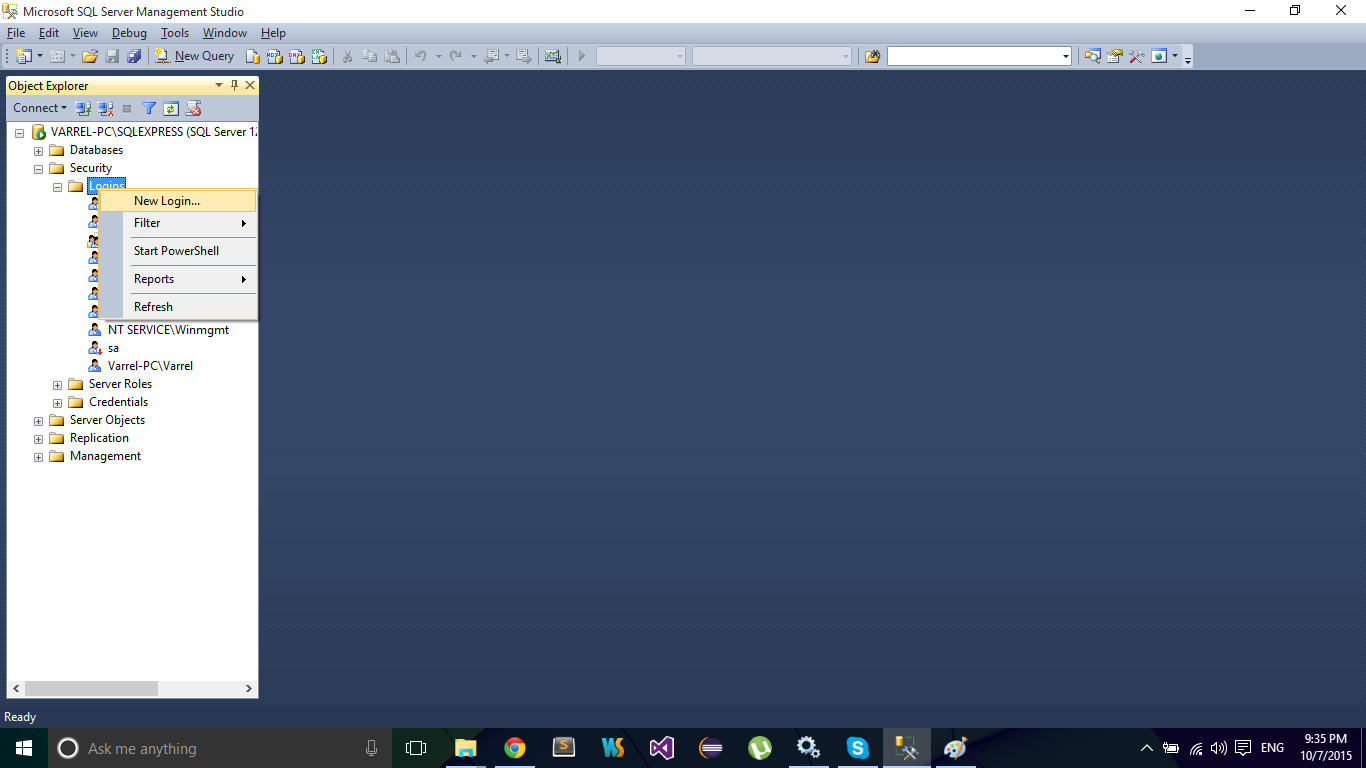 Microsoft SQL Server Management Studio
File Edit View Debug Tools Window Help
New Query
Object Explorer
Connect
VARREL-PC\SQLEXPRESS (SQL Server 12
Databases
Security
Logins
New Login...
Filter
Start PowerShell
Reports
Refresh
NT SERVICE\Winmgmt
sa
Varrel-PC\Varrel
Server Roles
Credentials
Server Objects
Replication
Management
Ready
Ask me anything
ENG
9:35 PM
10/7/2015